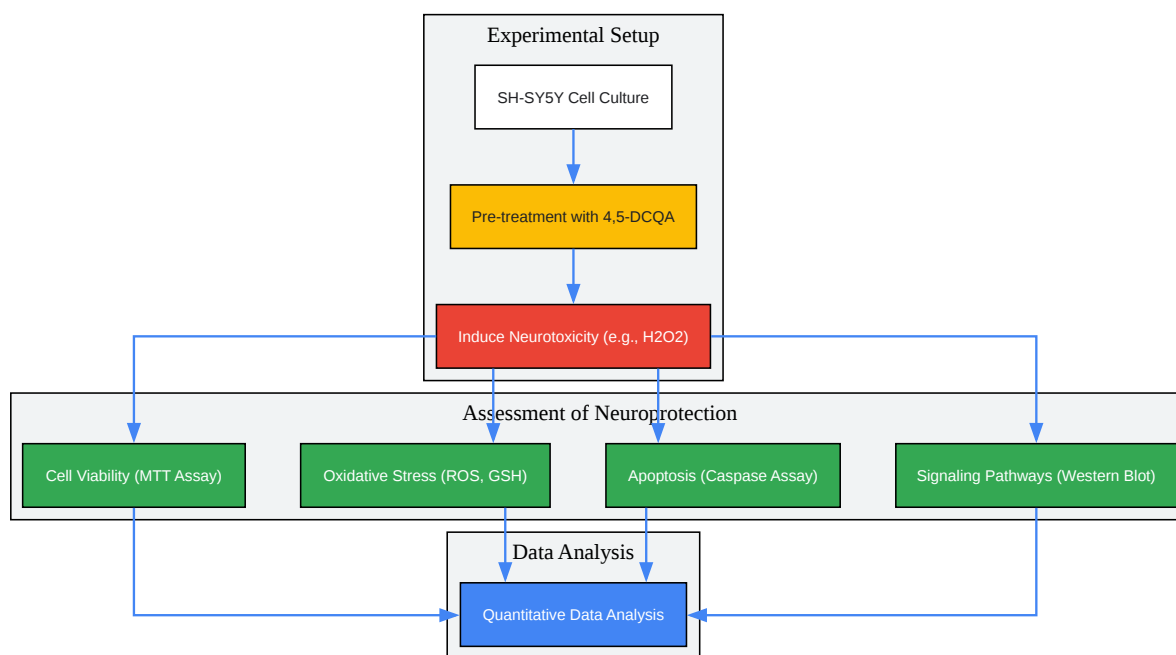 Experimental Setup
SH-SY5Y Cell Culture
Pre-treatment with 4,5-DCQA
Induce Neurotoxicity (e.g., H2O2)
Assessment of Neuroprotection
Cell Viability (MTT Assay)
Oxidative Stress (ROS, GSH)
Apoptosis (Caspase Assay)
Signaling Pathways (Western Blot)
Data Analysis
Quantitative Data Analysis